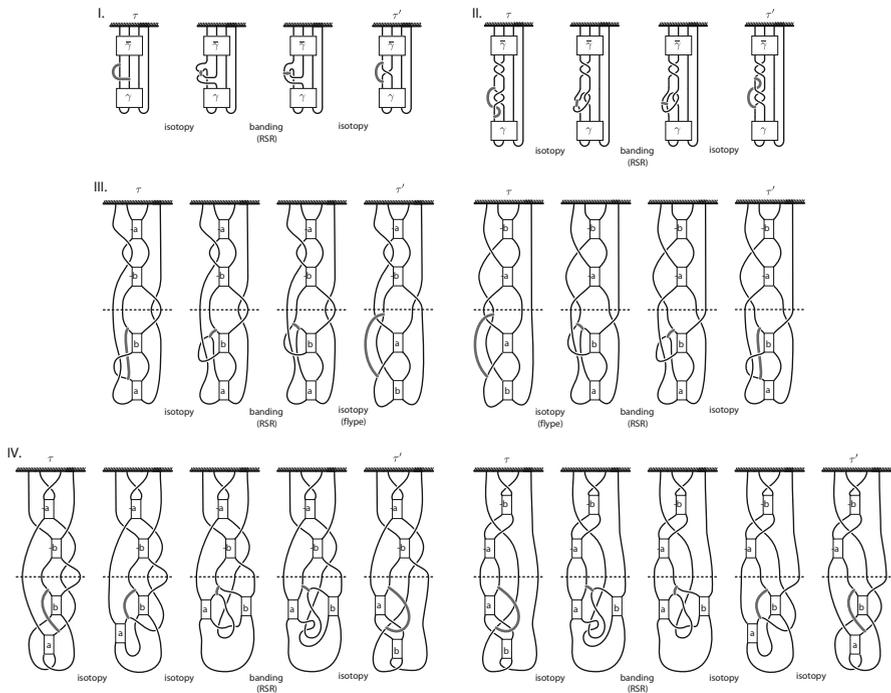 I.
τ
τ'
γ̄ γ̄ γ̄ γ̄
γ γ γ γ
isotopy banding isotopy
(RSR)
II.
τ
τ'
γ̄ γ̄ γ̄ γ̄
γ γ γ γ
isotopy banding isotopy
(RSR)
III.
τ τ'
-a -a -a -a
-b -b -b -b
b b b a
a a a b
isotopy banding isotopy
(RSR) (flype)
τ τ'
-b -b -b -b
-a -a -a -a
a b b b
b a a a
isotopy banding isotopy
(flype) (RSR)
IV.
τ τ'
-a -a -a -a -a
-b -b -b -b -b
b b a b a b a
a a b
isotopy isotopy banding isotopy
(RSR)
τ τ'
-b -b -b -b -b
-a -a -a -a -a
a a b a b b b
b a a
isotopy banding isotopy isotopy
(RSR)